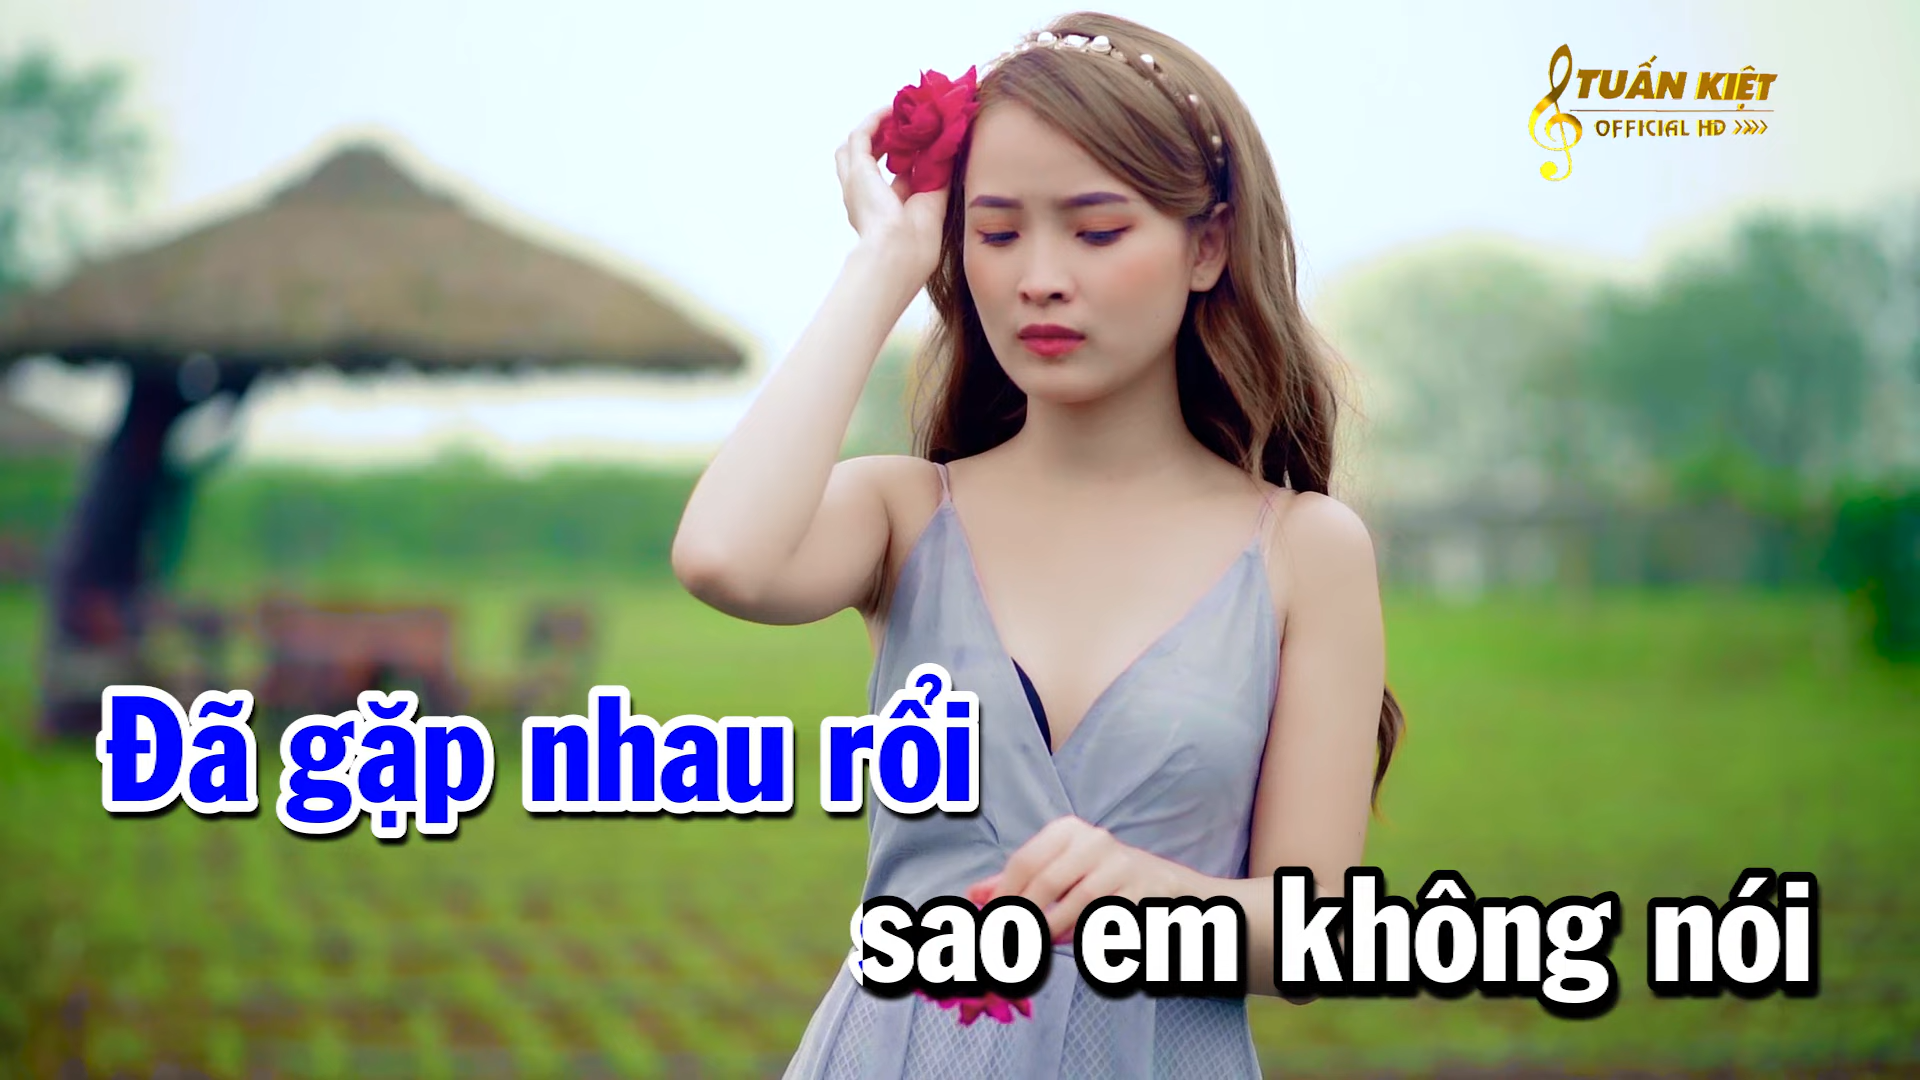 TUẤN KIỆT
OFFICIAL HD
Đã gặp nhau rổi
sao em không nói